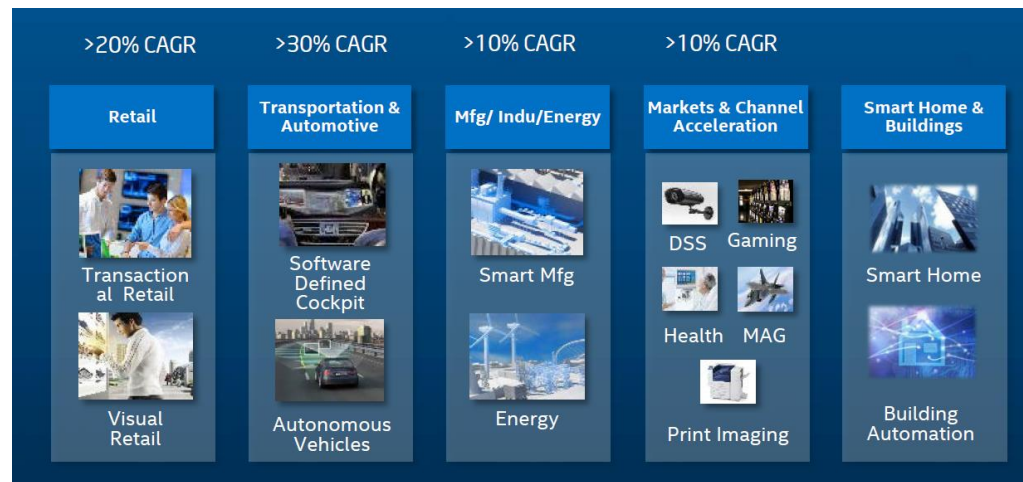 >20% CAGR
>30% CAGR
>10% CAGR
>10% CAGR
Retail
Transportation &
Automotive
Mfg/ Indu/Energy
Markets & Channel
Acceleration
Smart Home &
Buildings
Transaction
al Retail
Visual
Retail
Software
Defined
Cockpit
Autonomous
Vehicles
Smart Mfg
Energy
DSS
Gaming
Health
MAG
Print Imaging
Smart Home
Building
Automation